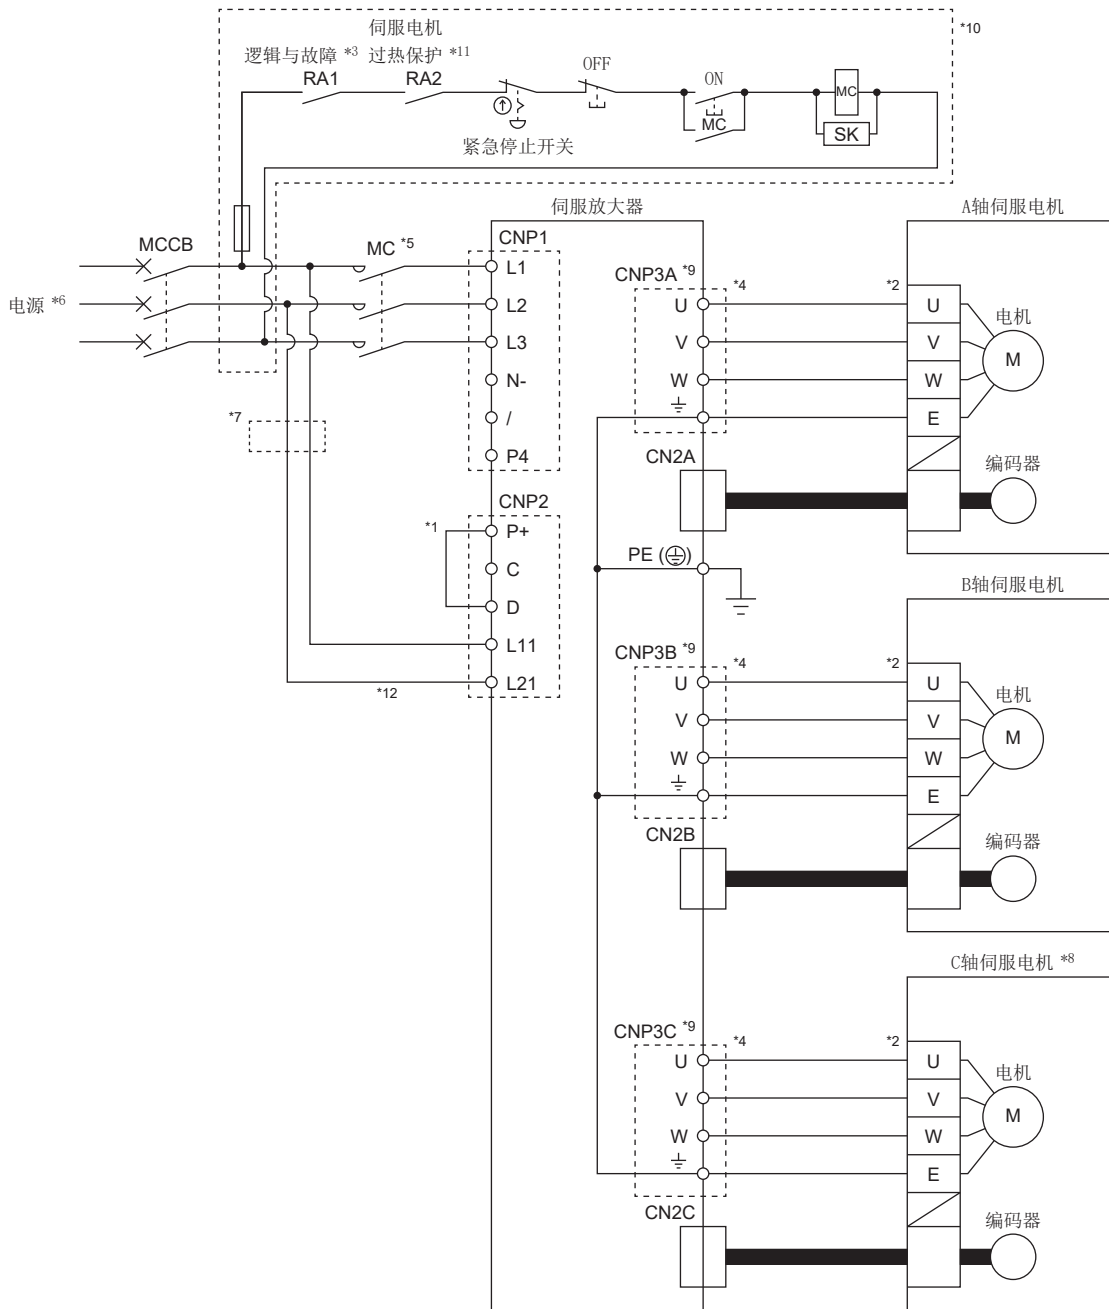 伺服电机
*10
逻辑与故障 *3 过热保护 *11
RA1
RA2
OFF
ON
MC
MC
SK
紧急停止开关
伺服放大器
A轴伺服电机
MCCB
MC *5
CNP1
L1
电源 *6
L2
L3
N-
/
P4
*7
CNP3A *9
*4
*2
U
U
V
V
W
W
E
电机
M
CN2A
编码器
CNP2
*1
P+
C
D
L11
L21
*12
PE
B轴伺服电机
CNP3B *9
*4
*2
U
U
V
V
W
W
E
电机
M
CN2B
编码器
C轴伺服电机 *8
CNP3C *9
*4
*2
U
U
V
V
W
W
E
电机
M
CN2C
编码器